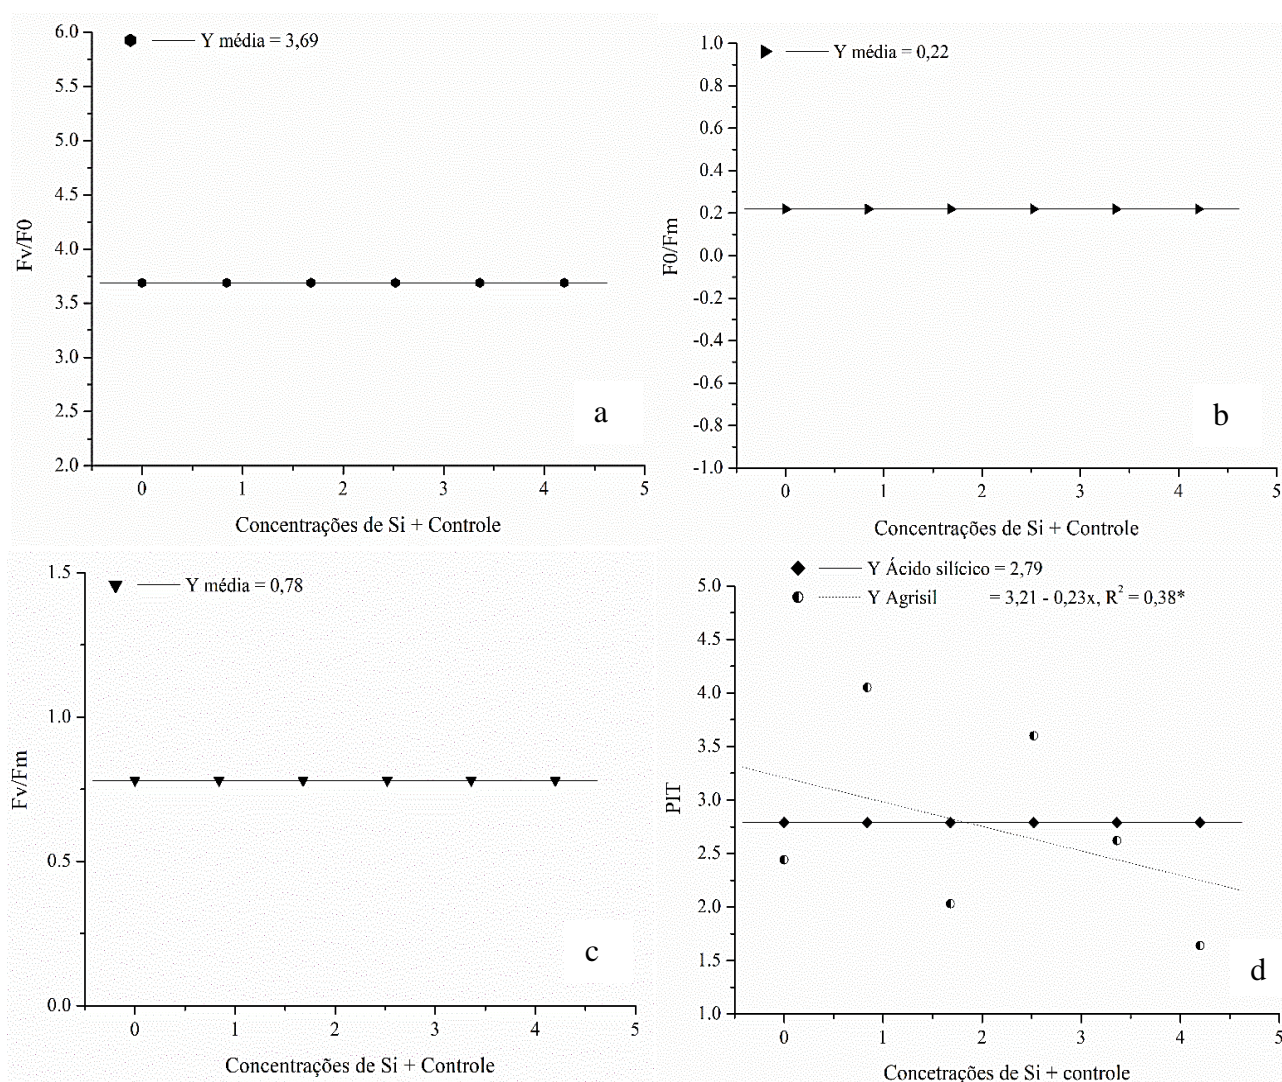 Y média = 3,69
6.0
5.5
5.0
4.5
4.0
3.5
3.0
2.5
2.0
Fv/F0
0 1 2 3 4 5
Concentrações de Si + Controle
a
Y média = 0,22
1.0
0.8
0.6
0.4
0.2
0.0
-0.2
-0.4
-0.6
-0.8
-1.0
F0/Fm
0 1 2 3 4 5
Concentrações de Si + Controle
b
Y média = 0,78
1.5
1.0
0.5
0.0
Fv/Fm
0 1 2 3 4 5
Concentrações de Si + Controle
c
Y Ácido silícico = 2,79
Y Agrisil = 3,21 - 0,23x, R² = 0,38*
5.0
4.5
4.0
3.5
3.0
2.5
2.0
1.5
1.0
PIT
0 1 2 3 4 5
Concetrações de Si + controle
d